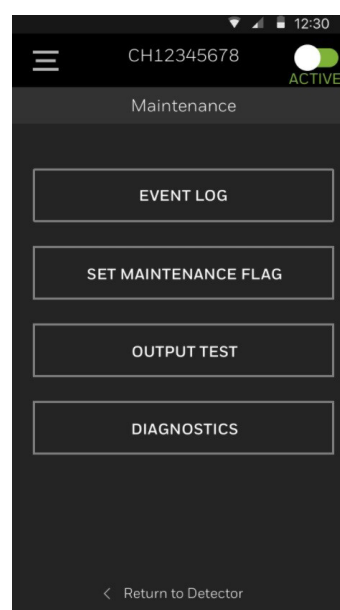 12:30
CH12345678
ACTIVE
Maintenance
EVENT LOG
SET MAINTENANCE FLAG
OUTPUT TEST
DIAGNOSTICS
< Return to Detector